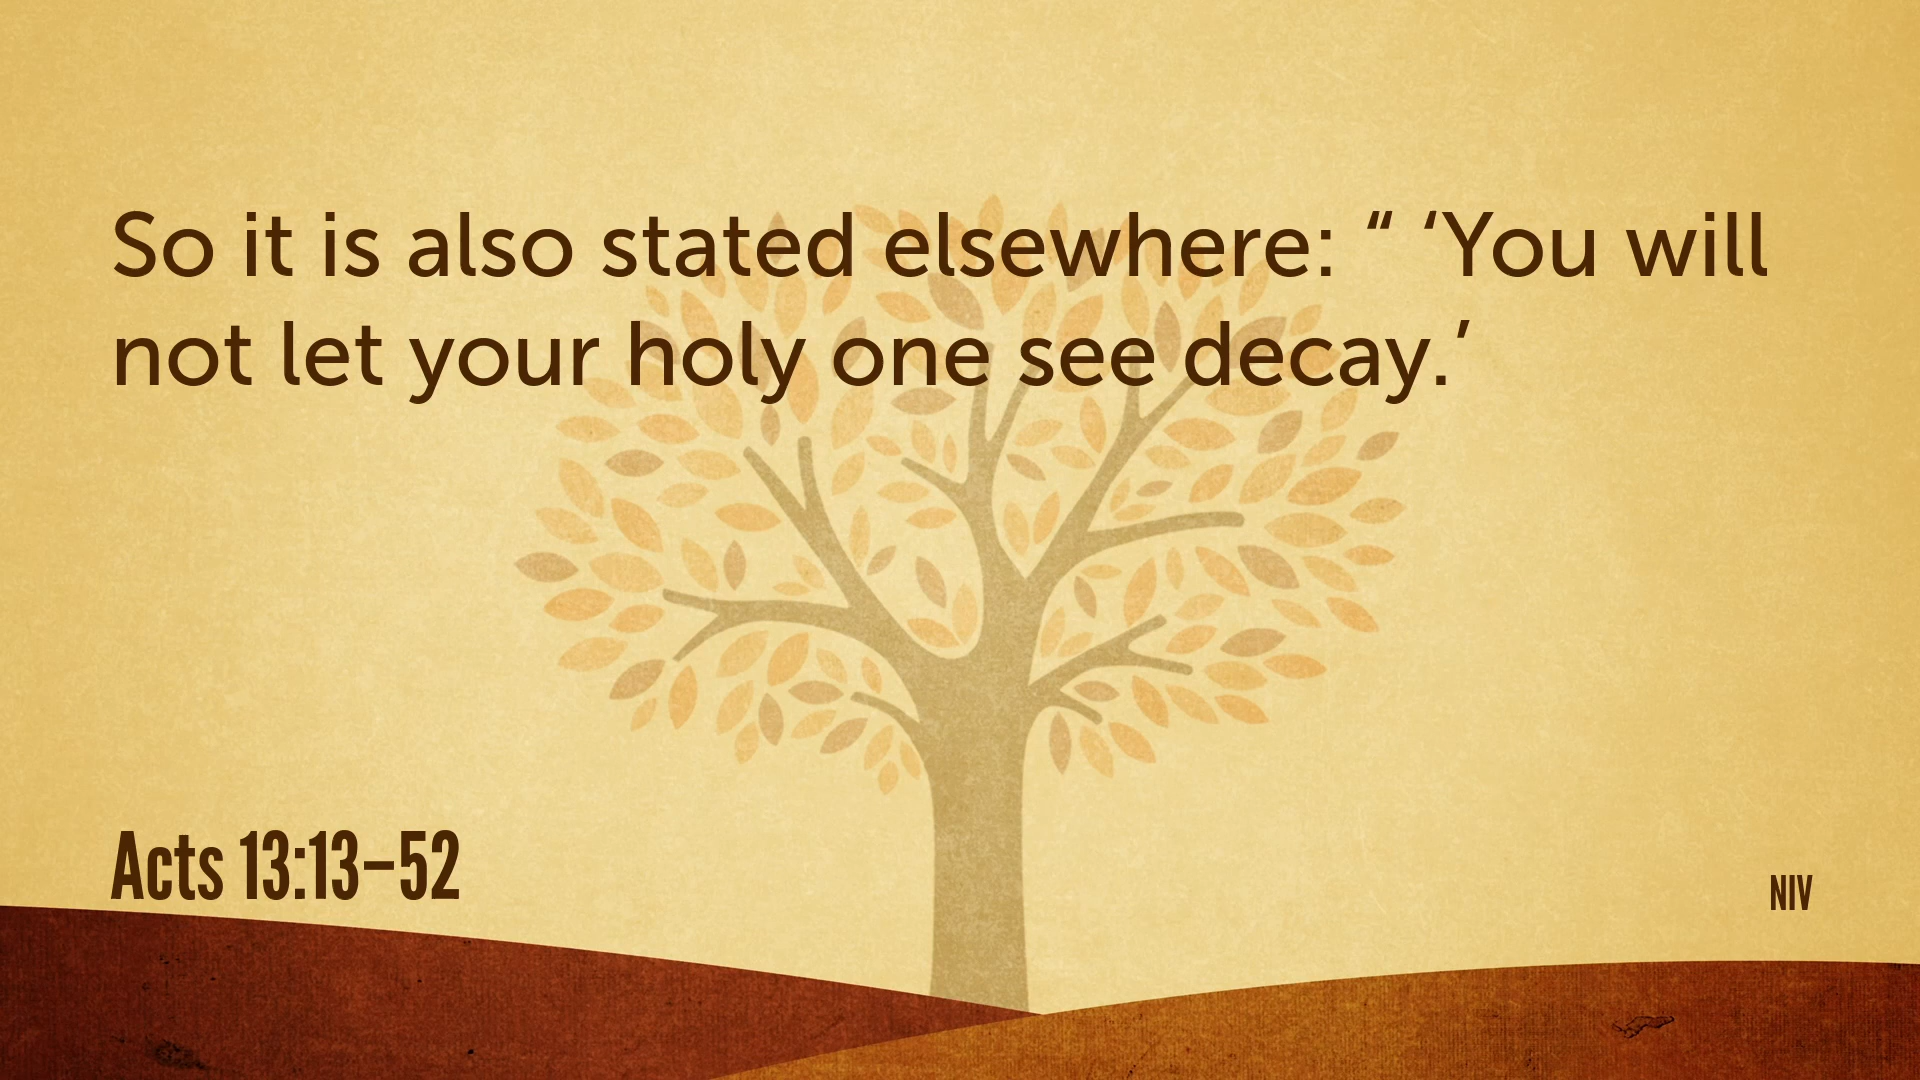 So it is also stated elsewhere: “ ‘You will
not let your holy one see decay.’
Acts 13:13–52
NIV